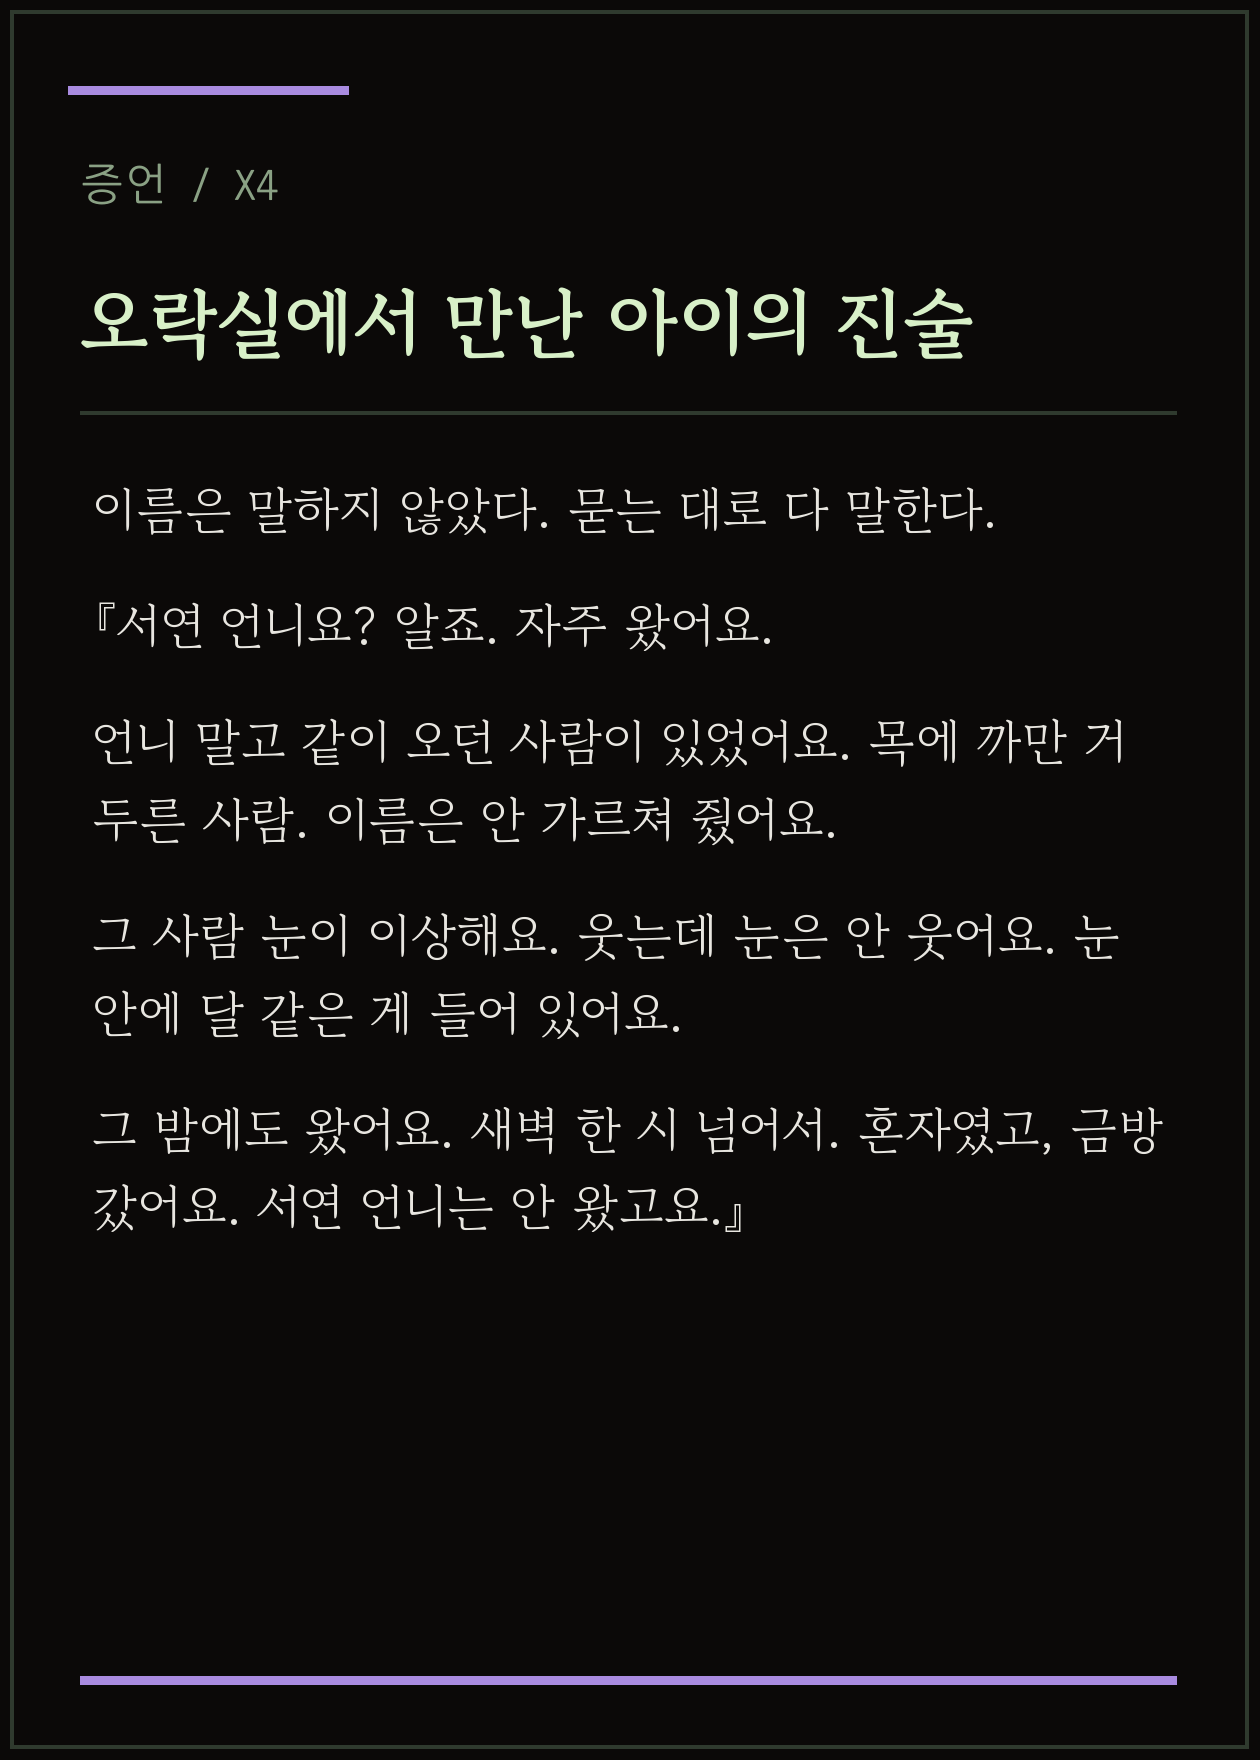 증언 / X4
오락실에서 만난 아이의 진술
이름은 말하지 않았다. 묻는 대로 다 말한다.
『서연 언니요? 알죠. 자주 왔어요.
언니 말고 같이 오던 사람이 있었어요. 목에 까만 거
두른 사람. 이름은 안 가르쳐 줬어요.
그 사람 눈이 이상해요. 웃는데 눈은 안 웃어요. 눈
안에 달 같은 게 들어 있어요.
그 밤에도 왔어요. 새벽 한 시 넘어서. 혼자였고, 금방
갔어요. 서연 언니는 안 왔고요.』